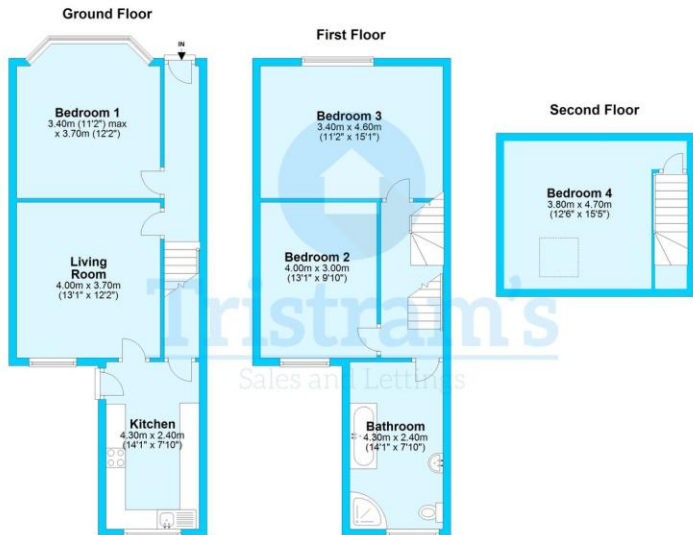 Ground Floor
IN
Bedroom 1
3.40m (11'2") max
x 3.70m (12'2")
Living
Room
4.00m x 3.70m
(13'1" x 12'2")
Kitchen
4.30m x 2.40m
(14'1" x 7'10")
First Floor
Bedroom 3
3.40m x 4.60m
(11'2" x 15'1")
Bedroom 2
4.00m x 3.00m
(13'1" x 9'10")
Bathroom
4.30m x 2.40m
(14'1" x 7'10")
Second Floor
Bedroom 4
3.80m x 4.70m
(12'6" x 15'5")
Tristram's
Sales and Lettings